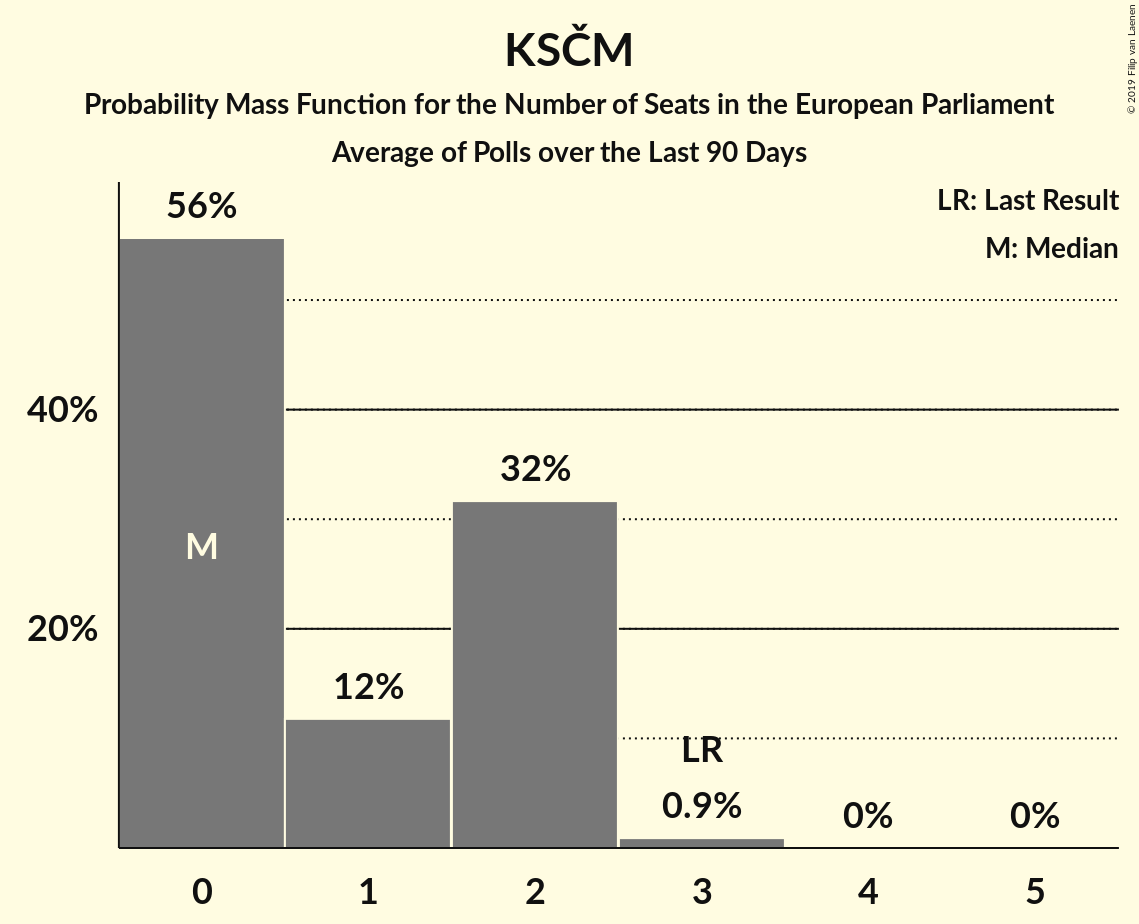 KSČM
Probability Mass Function for the Number of Seats in the European Parliament
Average of Polls over the Last 90 Days
© 2019 Filip van Laenen
LR: Last Result
M: Median
56%
40%
32%
M
20%
12%
LR
0.9%
0%
0%
0
1
2
3
4
5